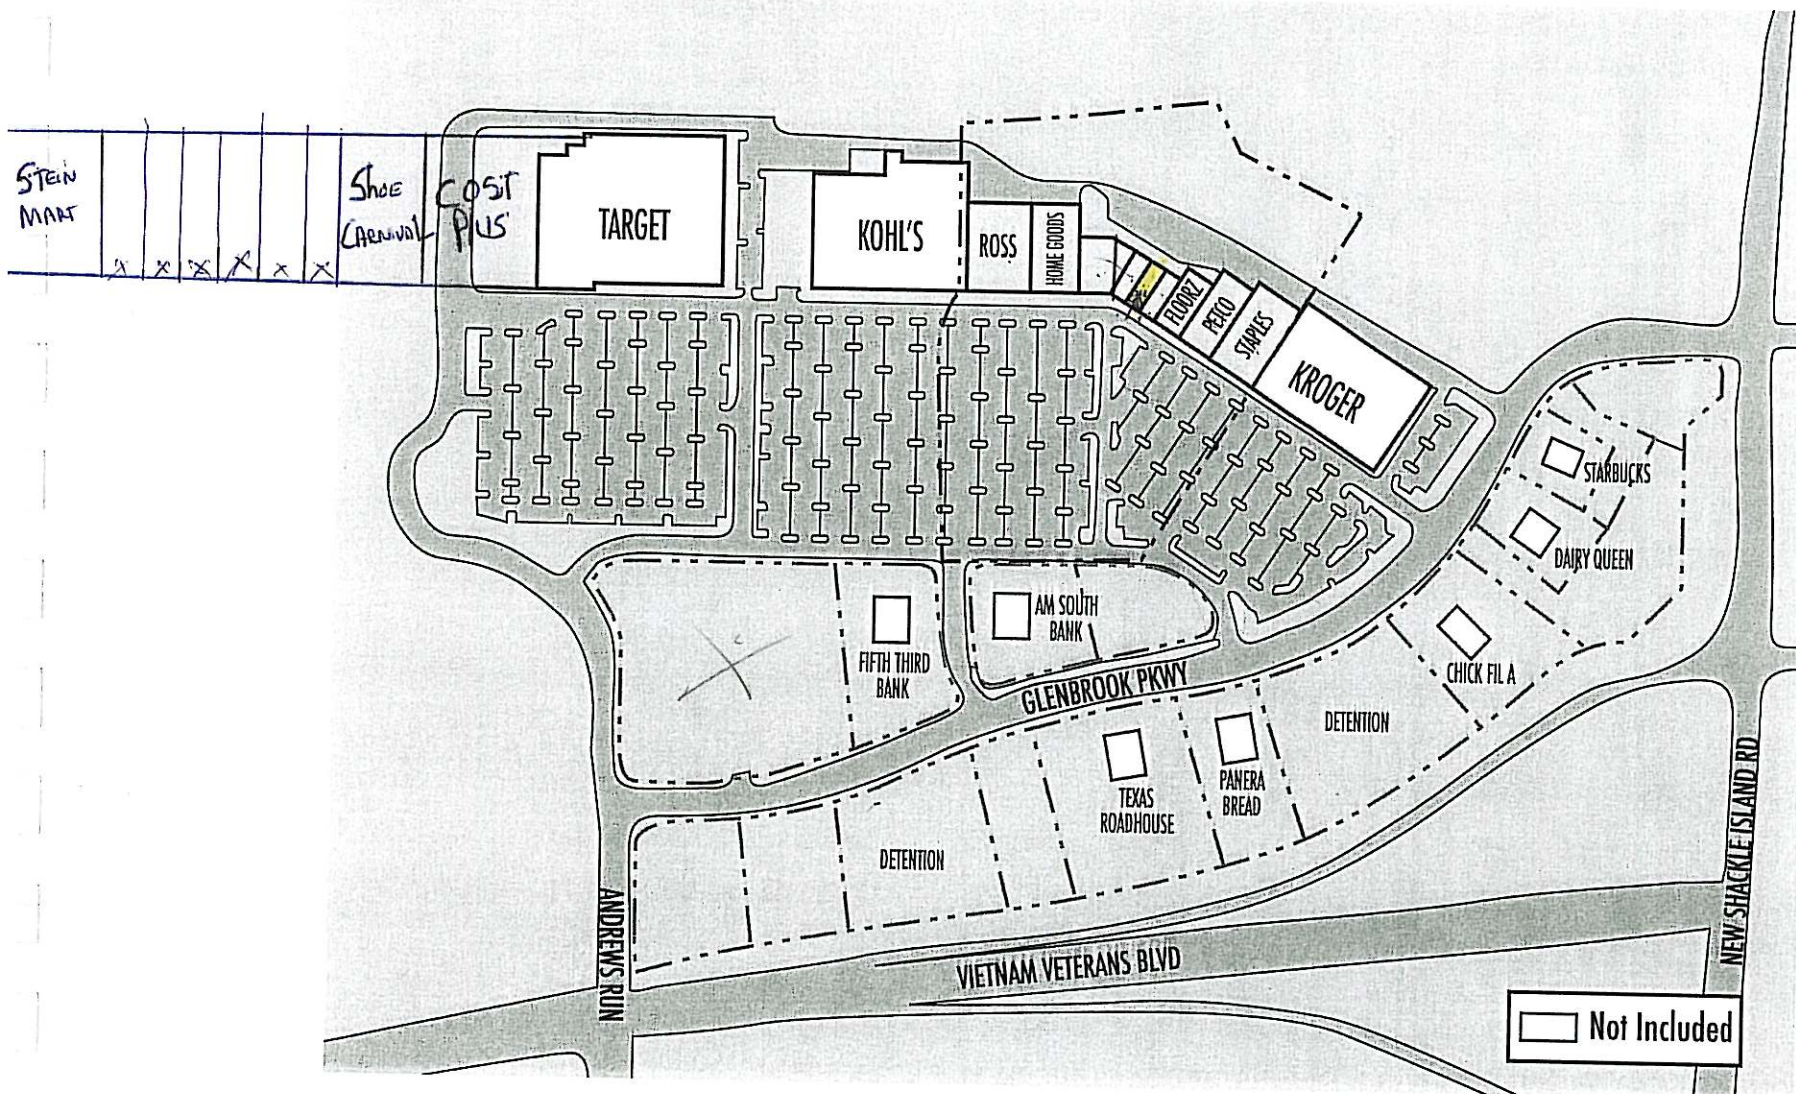 STEIN
MART
x x x x x x
Shoe
CARNIVAL
COST
PLUS
TARGET
KOHL'S
ROSS
HOME GOODS
FLOORZ
PETCO
STAPLES
KROGER
STARBUCKS
DAIRY QUEEN
CHICK FIL A
AM SOUTH
BANK
FIFTH THIRD
BANK
GLENBROOK PKWY
DETENTION
PANERA
BREAD
TEXAS
ROADHOUSE
DETENTION
ANDREWS RUN
VIETNAM VETERANS BLVD
NEW SHACKLE ISLAND RD
Not Included